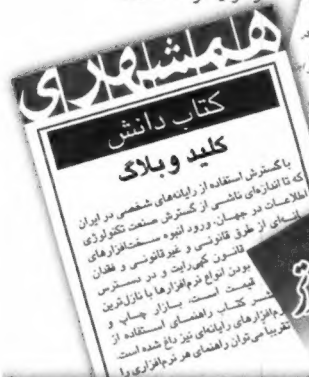 همشهری
کتاب دانش
کلید وبلاگ
با گسترش استفاده از رایانه‌های شخصی در ایران
که تا اندازه‌ای ناشی از گسترش صنعت تکنولوژی
اطلاعات در جهان، ورود انبوه سخت‌افزارهای
رایانه‌ای از طرق قانونی و غیرقانونی و فقدان
قانون کپی‌رایت و در دسترس
بودن انواع نرم‌افزارها با نازل‌ترین
قیمت است، بازار چاپ و
نشر کتاب راهنمای استفاده از
نرم‌افزارهای رایانه‌ای نیز داغ شده است.
تقریبا می‌توان راهنمای هر نرم‌افزاری را